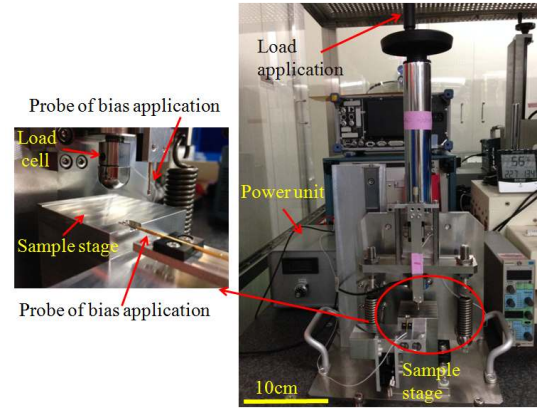 Load
application
Probe of bias application
Load
cell
Power unit
Sample stage
Probe of bias application
Sample
stage
10cm